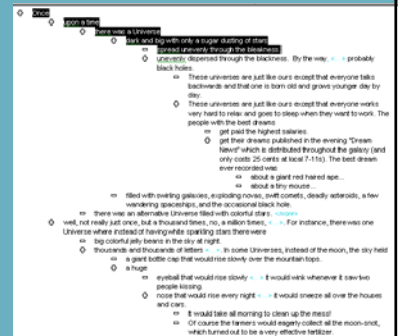 Once
upon a time
there was a Universe
dark and big with only a sugar dusting of stars
spread unevenly through the bleakness.
unevenly dispersed through the blackness. By the way, <...> probably
black holes.
These universes are just like ours except that everyone talks
backwards and that one is born old and grows younger day by
day.
These universes are just like ours except that everyone works
very hard to relax and goes to sleep when they want to work. The
people with the best dreams
get paid the highest salaries.
get their dreams published in the evening "Dream
News" which is distributed throughout the galaxy (and
only costs 25 cents at local 7-11s). The best dream
ever recorded was
about a giant red haired ape...
about a tiny mouse...
filled with swirling galaxies, exploding novas, swift comets, deadly asteroids, a few
wandering spaceships, and the occasional black hole.
there was an alternative Universe filled with colorful stars. <more>
well, not really just once, but a thousand times, no, a million times, <...>. For instance, there was one
Universe where instead of having white sparkling stars there were
big colorful jelly beans in the sky at night.
thousands and thousands of letters <...>. In some Universes, instead of the moon, the sky held
a giant bottle cap that would rise slowly over the mountain tops.
a huge
eyeball that would rise slowly <...> it would wink whenever it saw two
people kissing.
nose that would rise every night <...> it would sneeze all over the houses
and cars.
It would take all morning to clean up the mess!
Of course the farmers would eagerly collect all the moon-snot,
which turned out to be a very effective fertilizer.